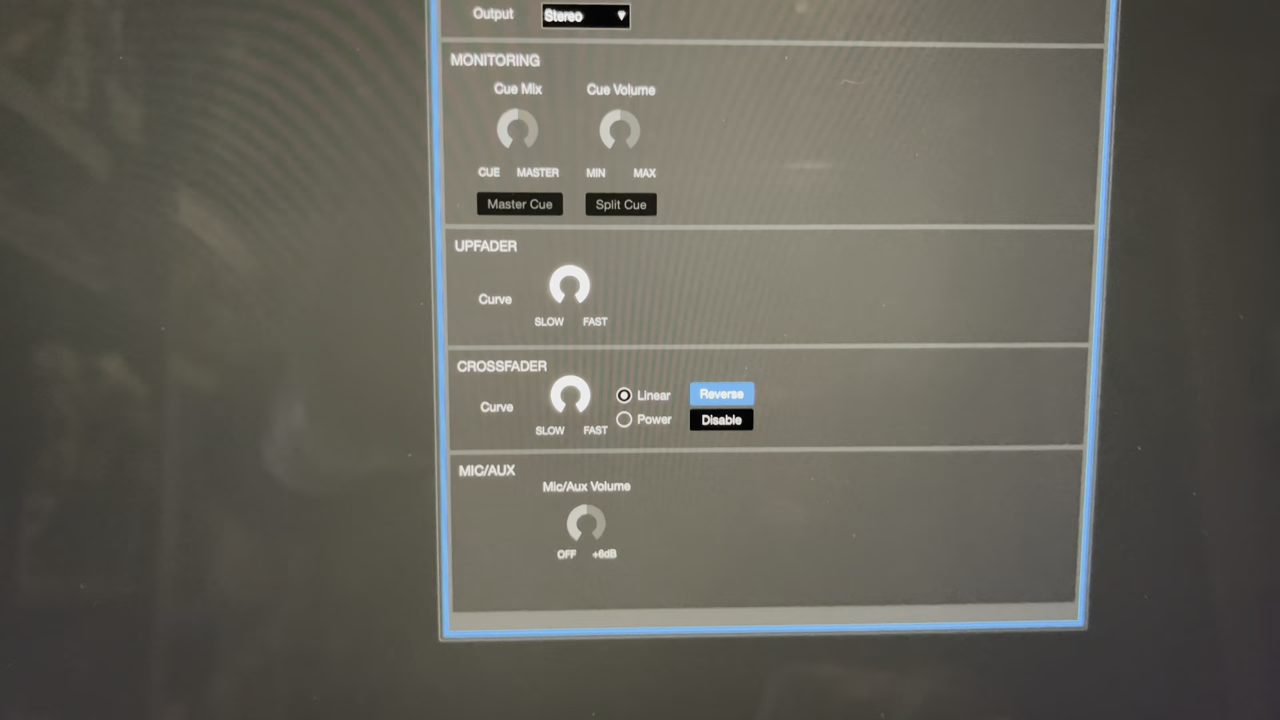 Output Stereo
MONITORING
Cue Mix Cue Volume
CUE MASTER MIN MAX
Master Cue Split Cue
UPFADER
Curve
SLOW FAST
CROSSFADER
Linear Reverse
Curve
Power Disable
SLOW FAST
MIC/AUX
Mic/Aux Volume
OFF +6dB